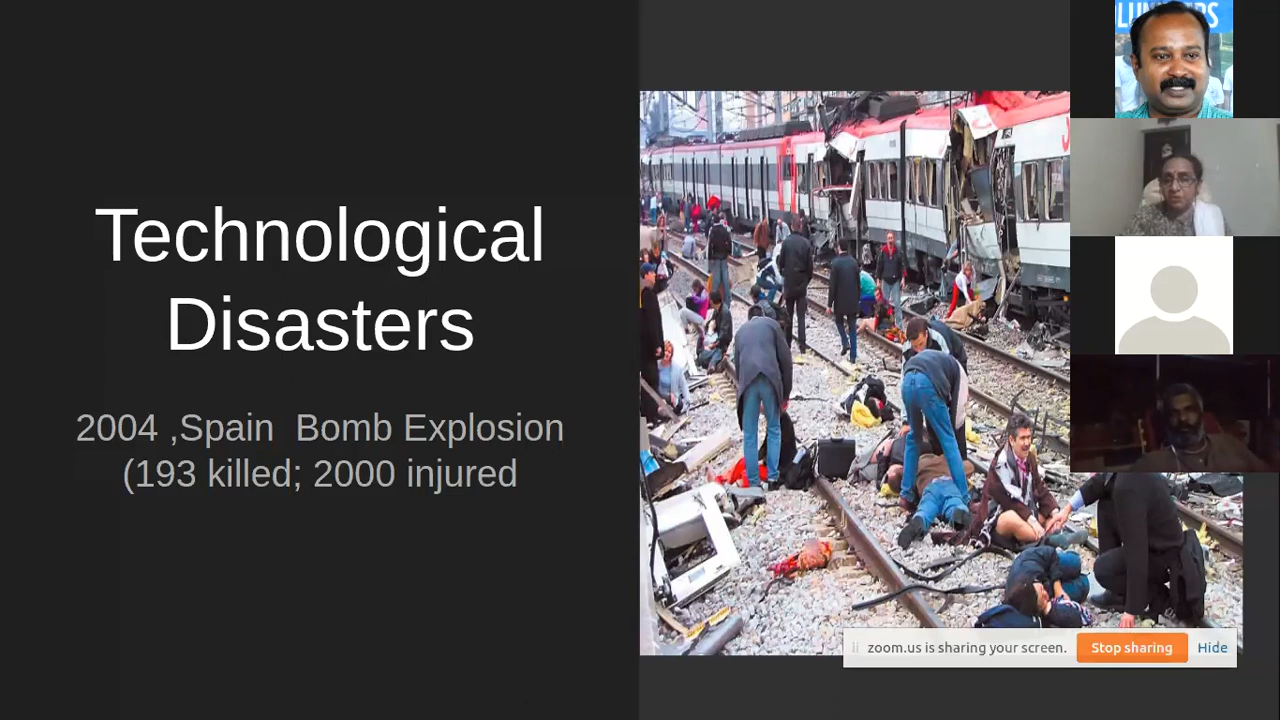 Technological
Disasters
2004 ,Spain  Bomb Explosion
(193 killed; 2000 injured
zoom.us is sharing your screen. Stop sharing Hide